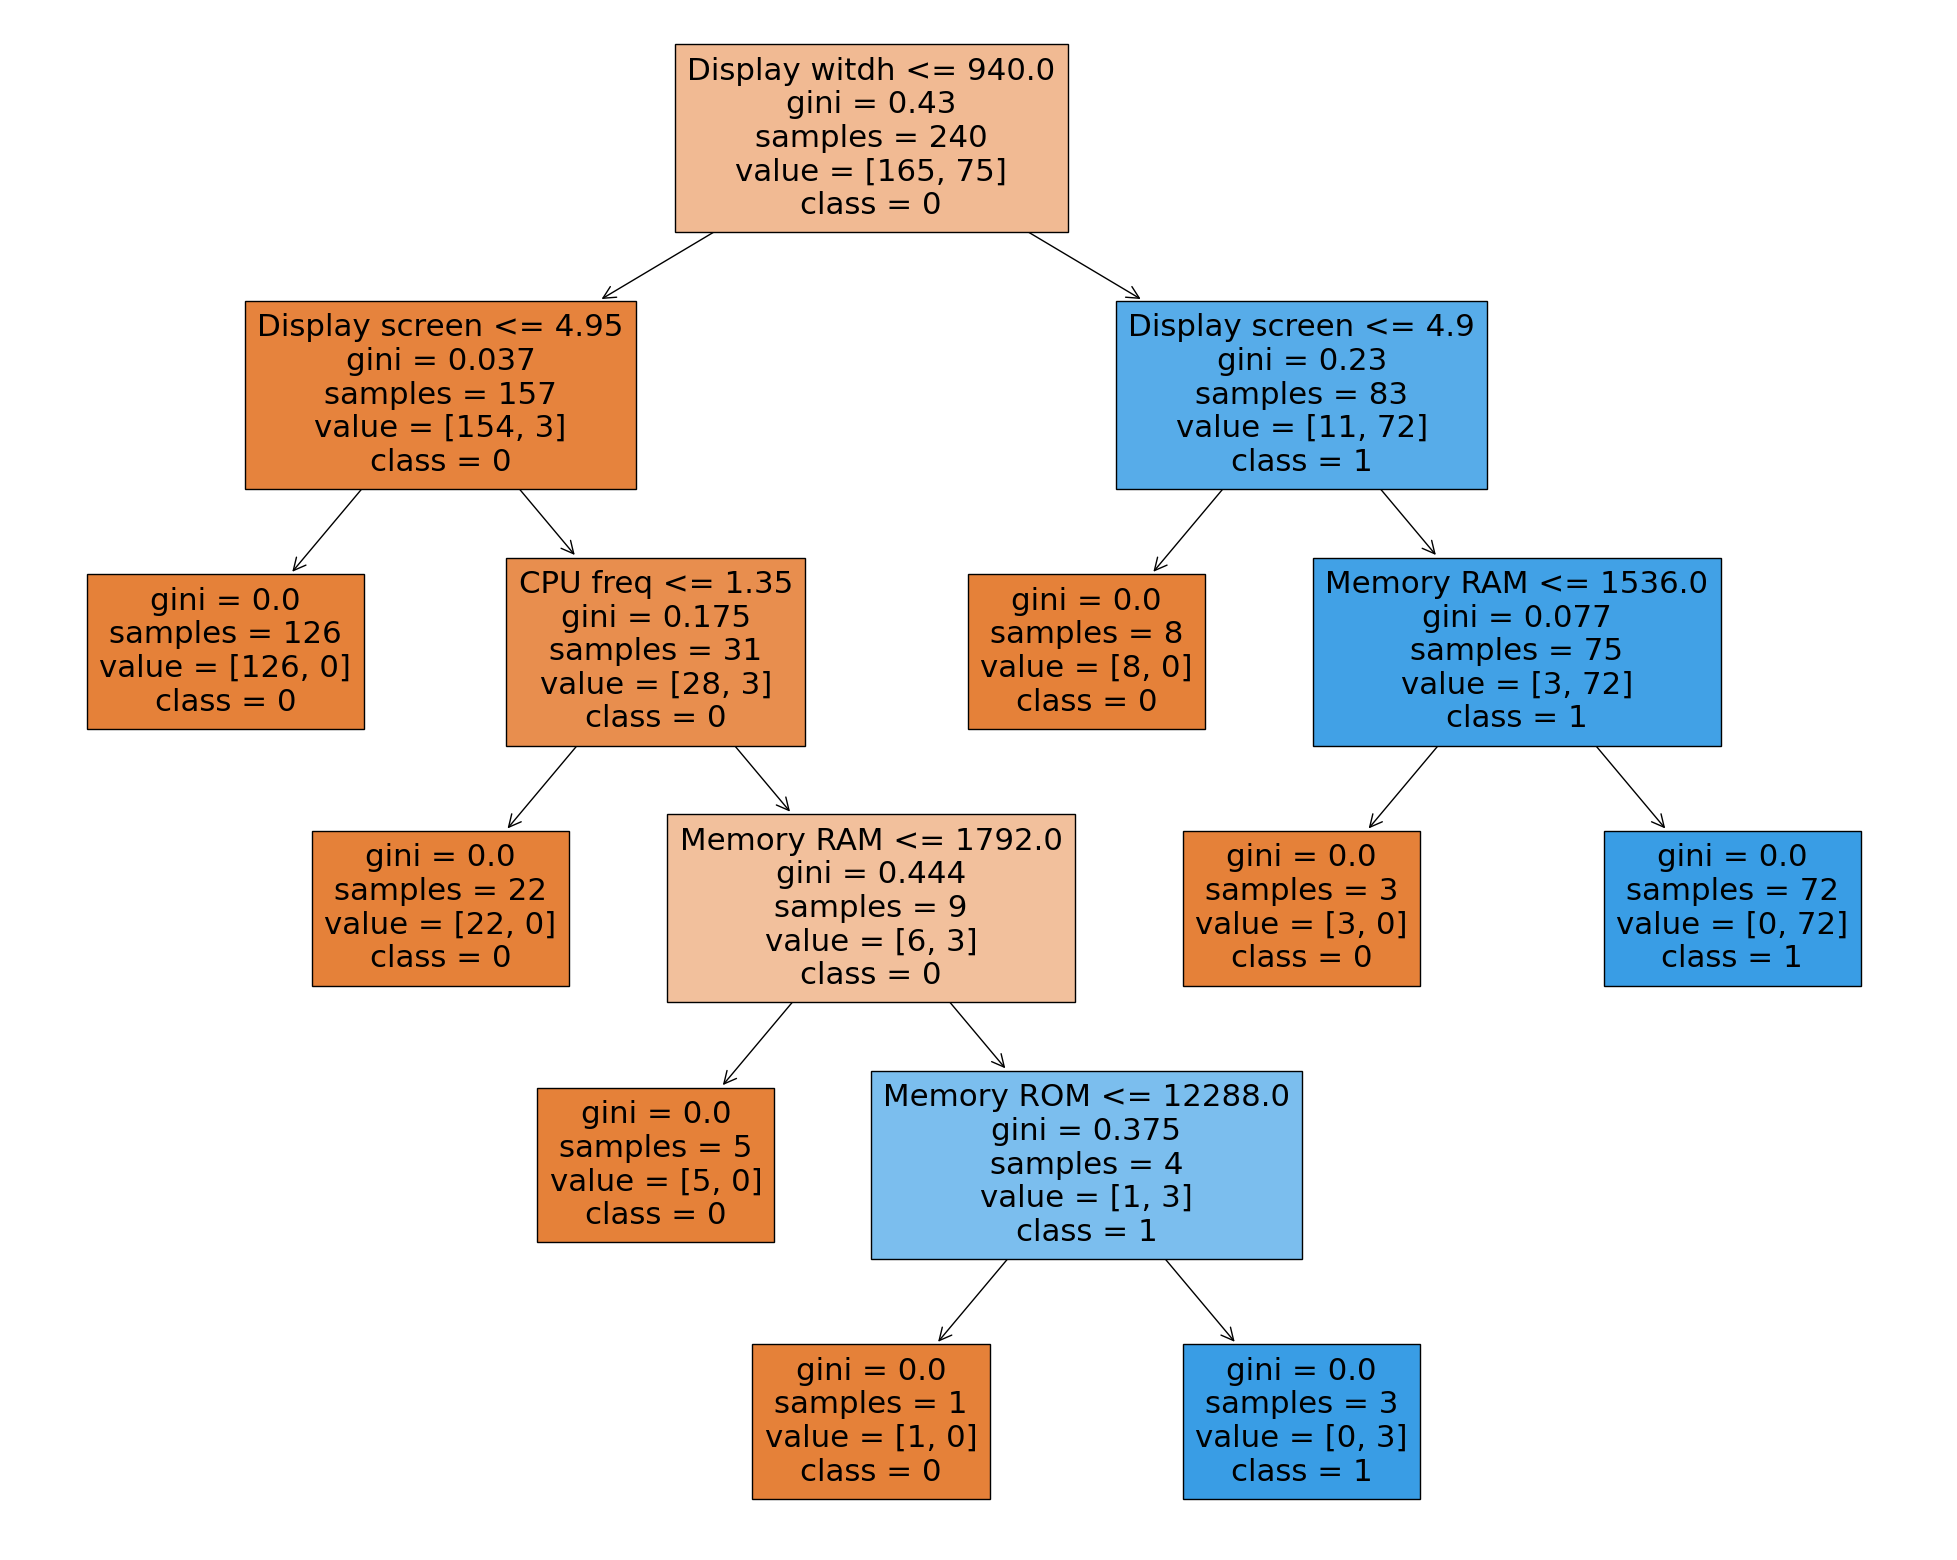 Display witdh <= 940.0
gini = 0.43
samples = 240
value = [165, 75]
class = 0
Display screen <= 4.95
gini = 0.037
samples = 157
value = [154, 3]
class = 0
Display screen <= 4.9
gini = 0.23
samples = 83
value = [11, 72]
class = 1
gini = 0.0
samples = 126
value = [126, 0]
class = 0
CPU freq <= 1.35
gini = 0.175
samples = 31
value = [28, 3]
class = 0
gini = 0.0
samples = 8
value = [8, 0]
class = 0
Memory RAM <= 1536.0
gini = 0.077
samples = 75
value = [3, 72]
class = 1
gini = 0.0
samples = 22
value = [22, 0]
class = 0
Memory RAM <= 1792.0
gini = 0.444
samples = 9
value = [6, 3]
class = 0
gini = 0.0
samples = 3
value = [3, 0]
class = 0
gini = 0.0
samples = 72
value = [0, 72]
class = 1
gini = 0.0
samples = 5
value = [5, 0]
class = 0
Memory ROM <= 12288.0
gini = 0.375
samples = 4
value = [1, 3]
class = 1
gini = 0.0
samples = 1
value = [1, 0]
class = 0
gini = 0.0
samples = 3
value = [0, 3]
class = 1